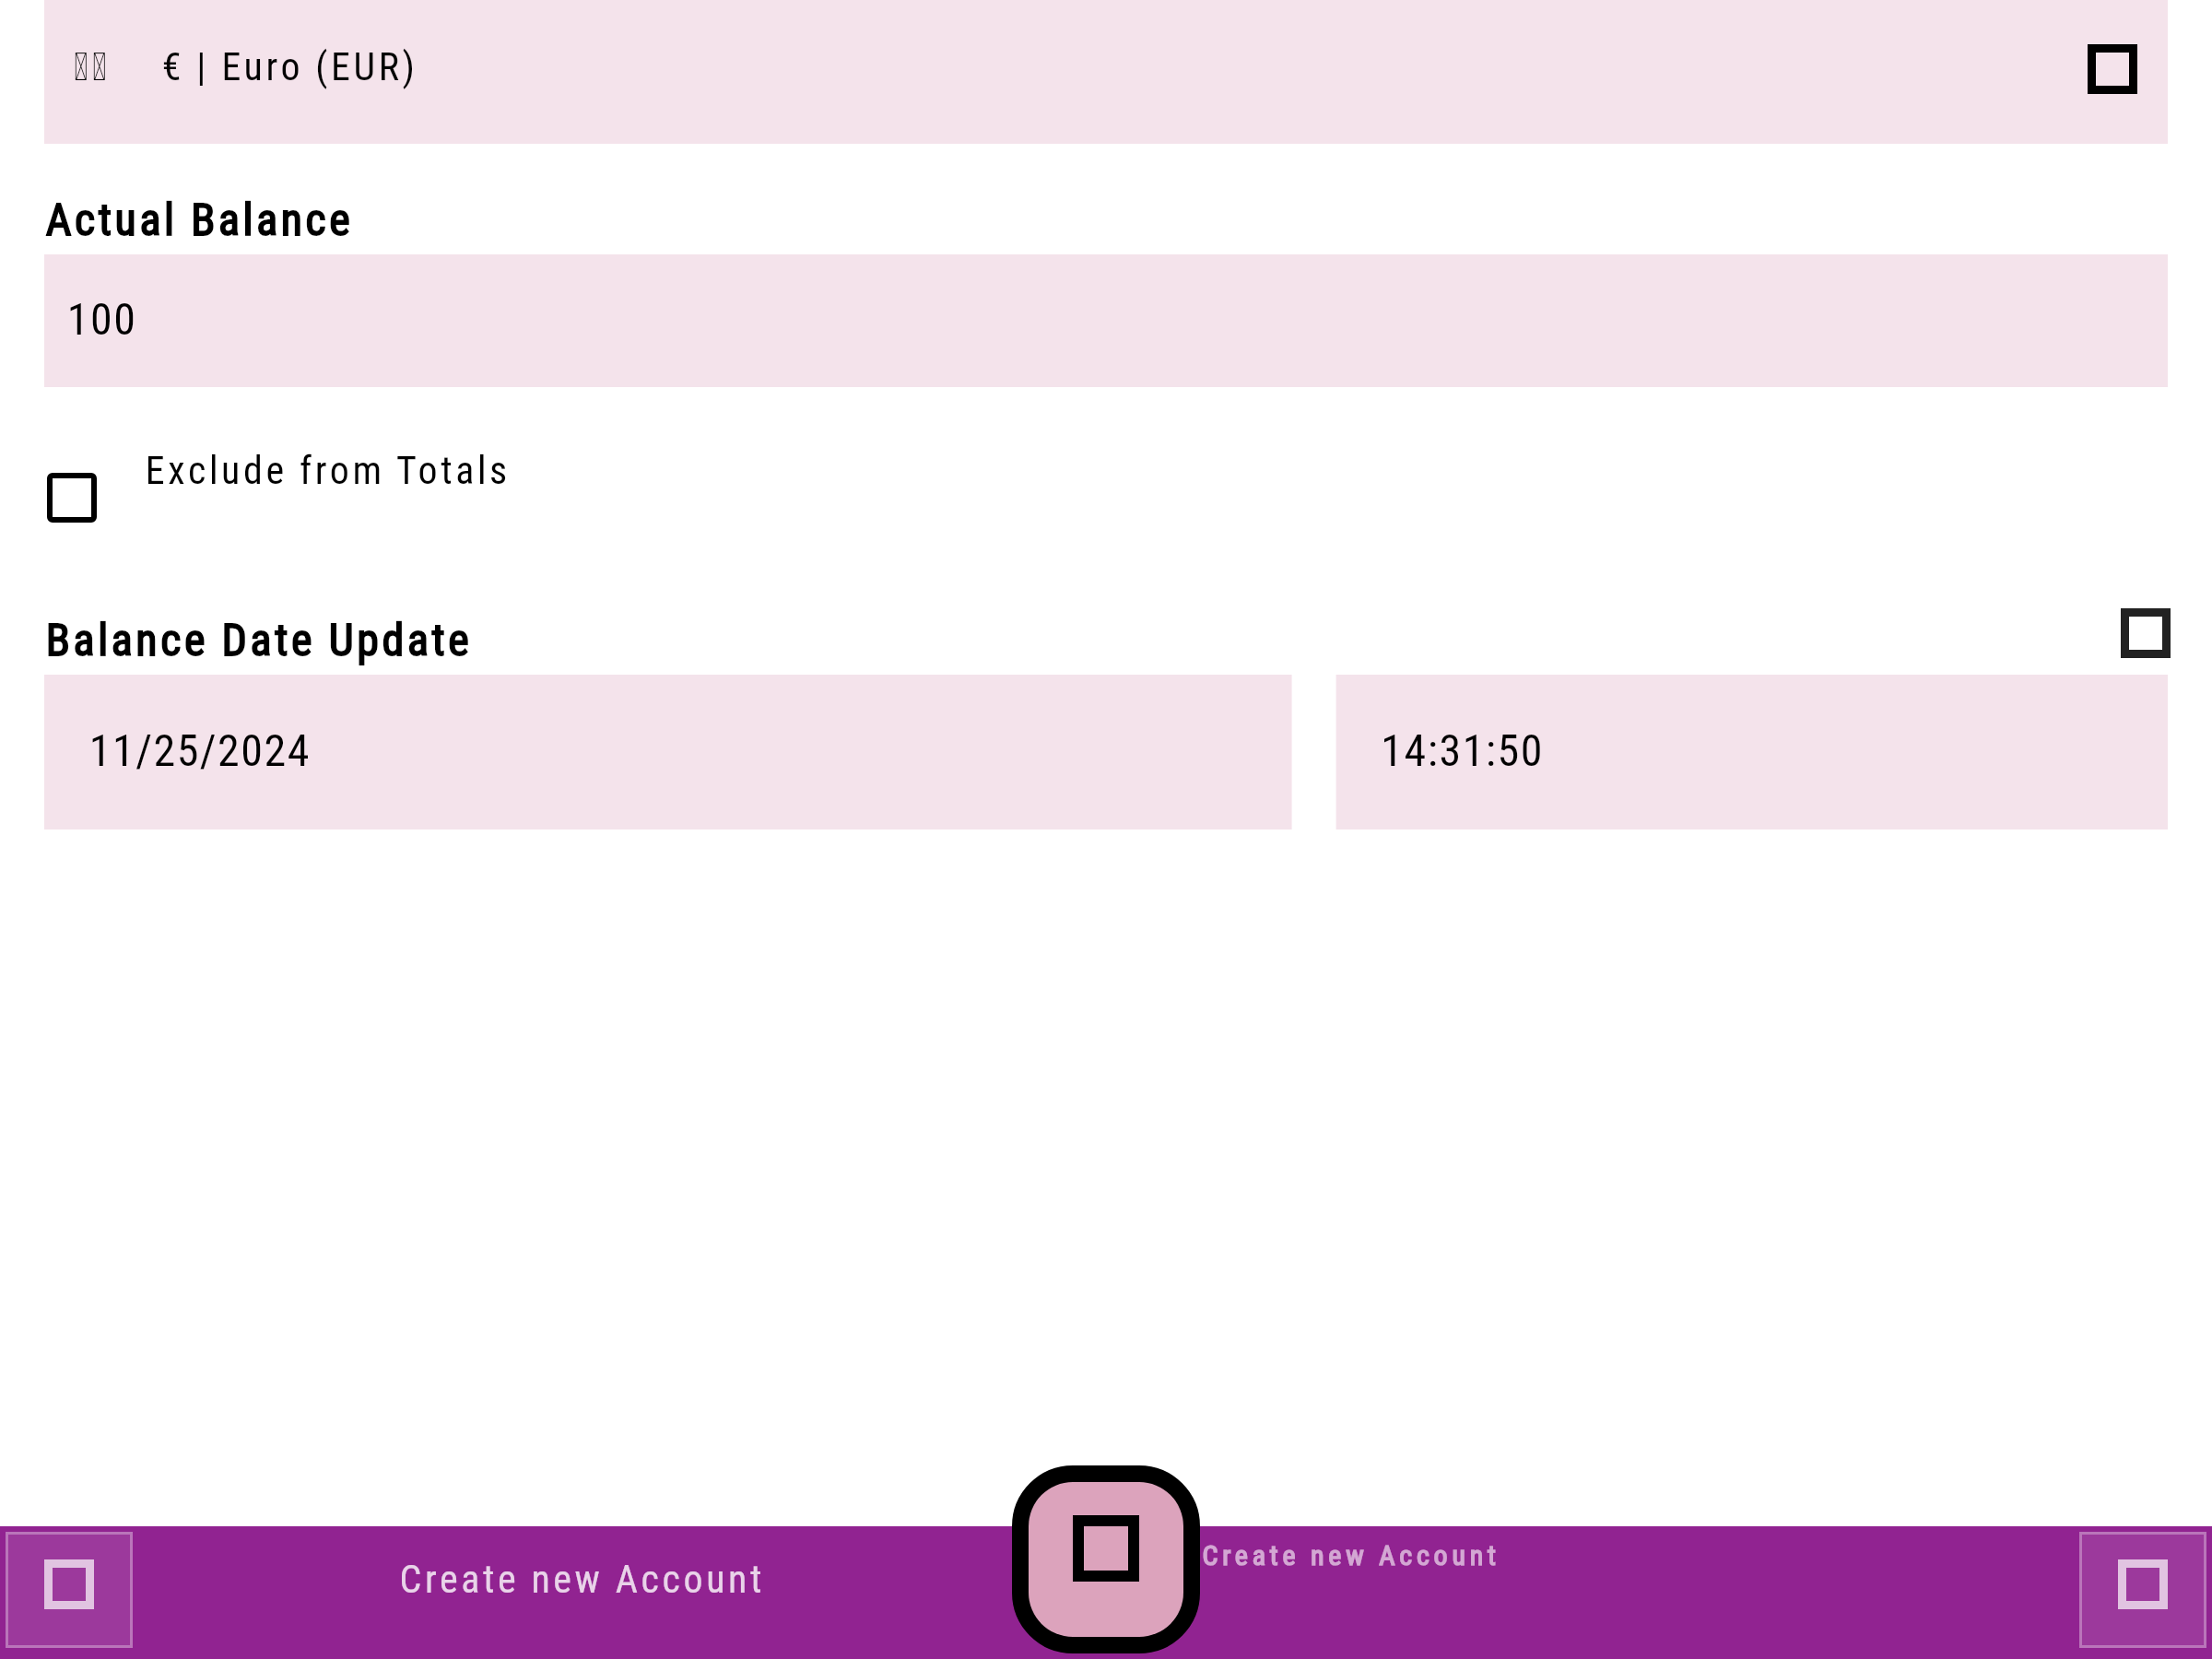 € | Euro (EUR)
Actual Balance
100
Exclude from Totals
Balance Date Update
11/25/2024
14:31:50
Create new Account
Create new Account